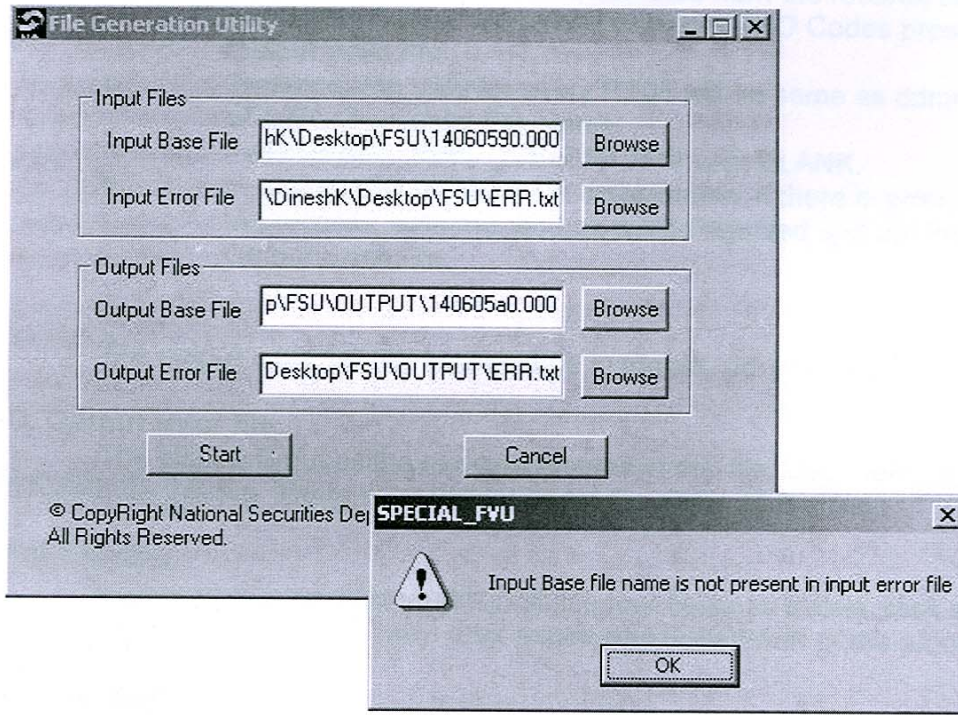 File Generation Utility
Input Files
Input Base File hK\Desktop\FSU\14060590.000 Browse
Input Error File \DineshK\Desktop\FSU\ERR.txt Browse
Output Files
Output Base File p\FSU\OUTPUT\140605a0.000 Browse
Output Error File Desktop\FSU\OUTPUT\ERR.txt Browse
Start Cancel
© CopyRight National Securities Dep
All Rights Reserved.
SPECIAL_FVU
Input Base file name is not present in input error file
OK